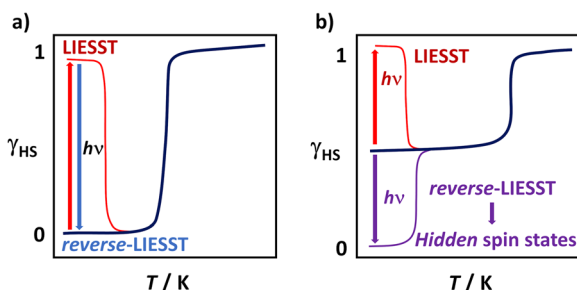 a)
LIESST
1
hν
γHS
0
reverse-LIESST
T / K
b)
1
LIESST
hν
γHS
hν
reverse-LIESST
Hidden spin states
0
T / K